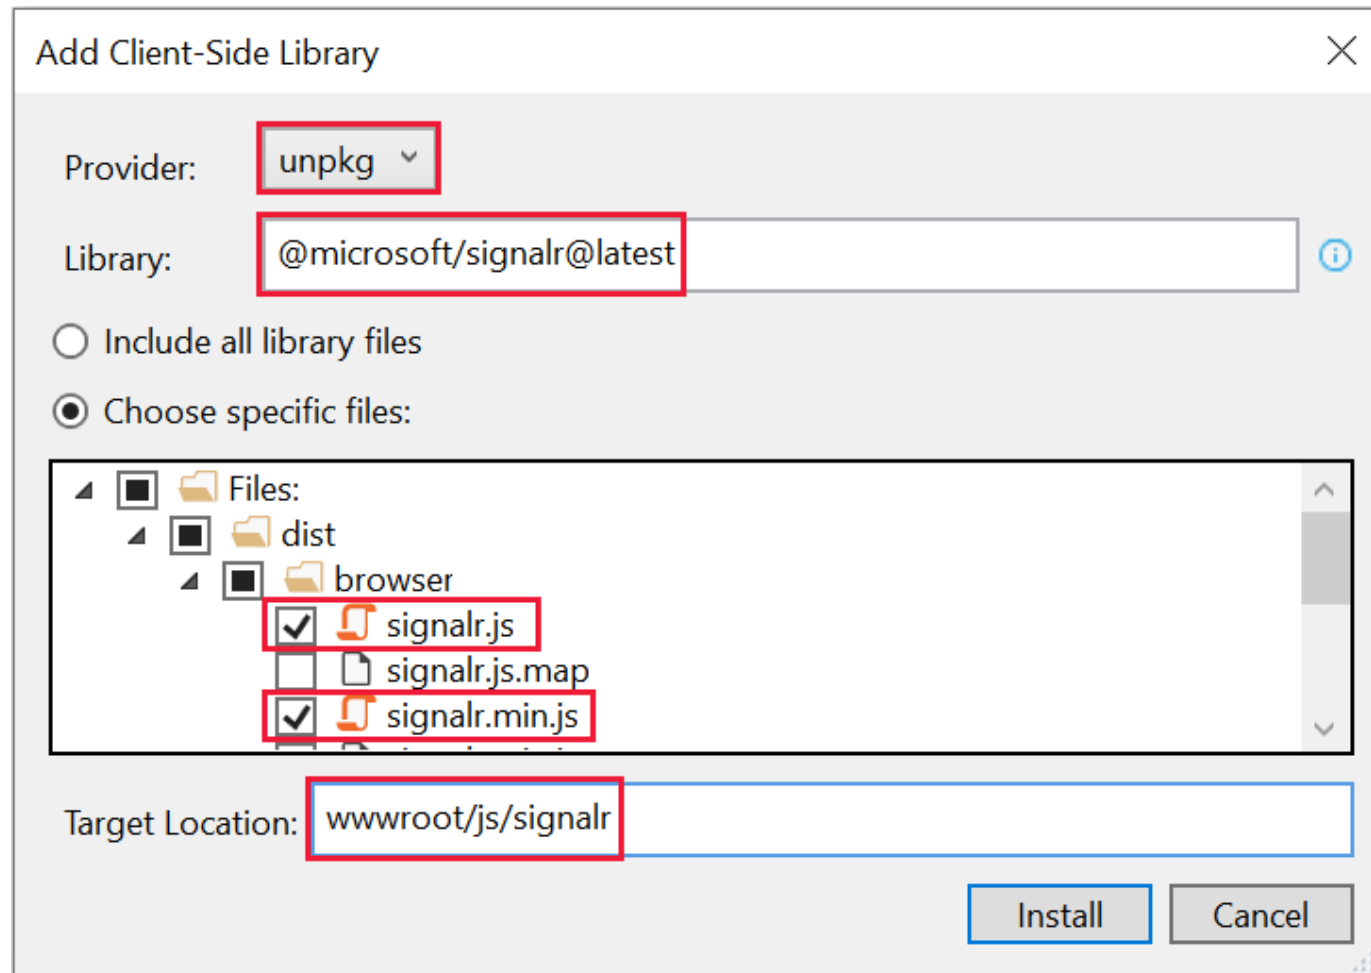 Add Client-Side Library
Provider: unpkg
Library: @microsoft/signalr@latest
Include all library files
Choose specific files:
Files:
dist
browser
signalr.js
signalr.js.map
signalr.min.js
Target Location: wwwroot/js/signalr
Install Cancel